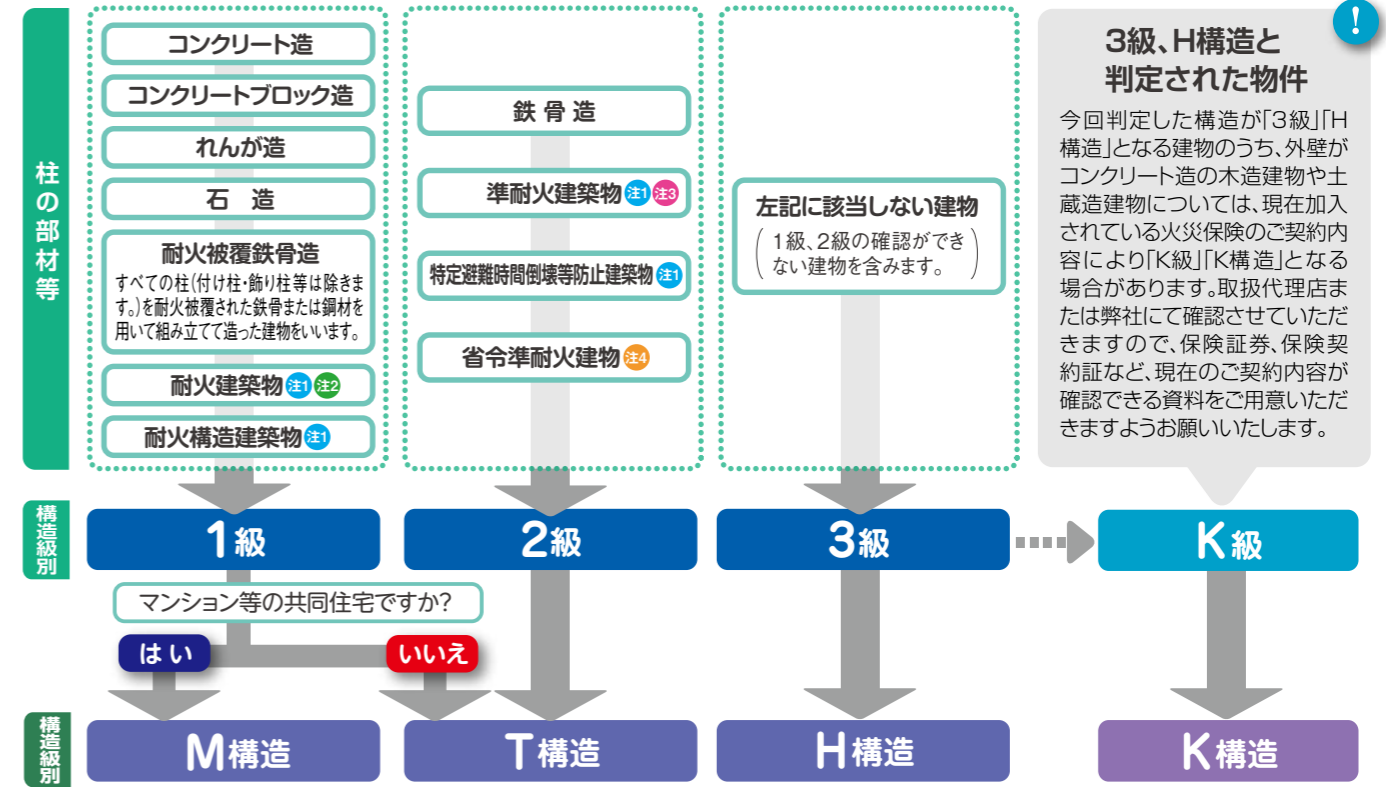 柱の部材等
コンクリート造
コンクリートブロック造
れんが造
石 造
耐火被覆鉄骨造
すべての柱(付け柱・飾り柱等は除きま
す。)を耐火被覆された鉄骨または鋼材を
用いて組み立てて造った建物をいいます。
耐火建築物 注1 注2
耐火構造建築物 注1
鉄 骨 造
準耐火建築物 注1 注3
特定避難時間倒壊等防止建築物 注1
省令準耐火建物 注4
左記に該当しない建物
(1級、2級の確認ができ
ない建物を含みます。)
!
3級、H構造と
判定された物件
今回判定した構造が「3級」「H
構造」となる建物のうち、外壁が
コンクリート造の木造建物や土
蔵造建物については、現在加入
されている火災保険のご契約内
容により「K級」「K構造」となる
場合があります。取扱代理店ま
たは弊社にて確認させていただ
きますので、保険証券、保険契
約証など、現在のご契約内容が
確認できる資料をご用意いただ
きますようお願いいたします。
構造級別
1級
2級
3級
K級
マンション等の共同住宅ですか?
はい
いいえ
構造級別
M構造
T構造
H構造
K構造